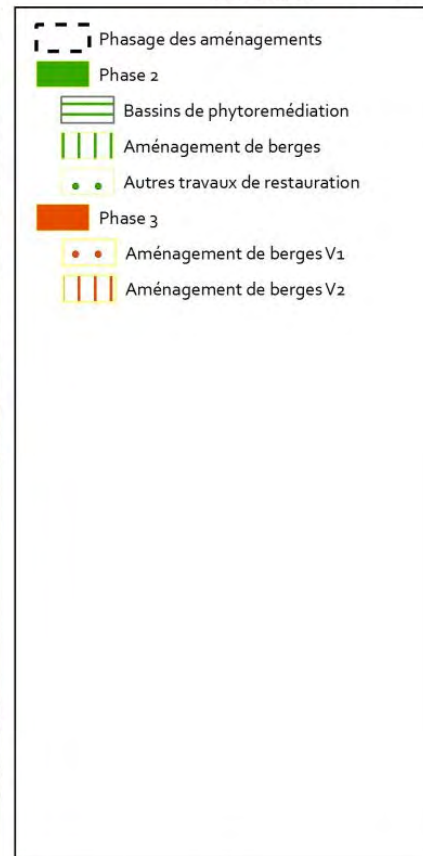 Phasage des aménagements
Phase 2
Bassins de phytoremédiation
Aménagement de berges
Autres travaux de restauration
Phase 3
Aménagement de berges V1
Aménagement de berges V2